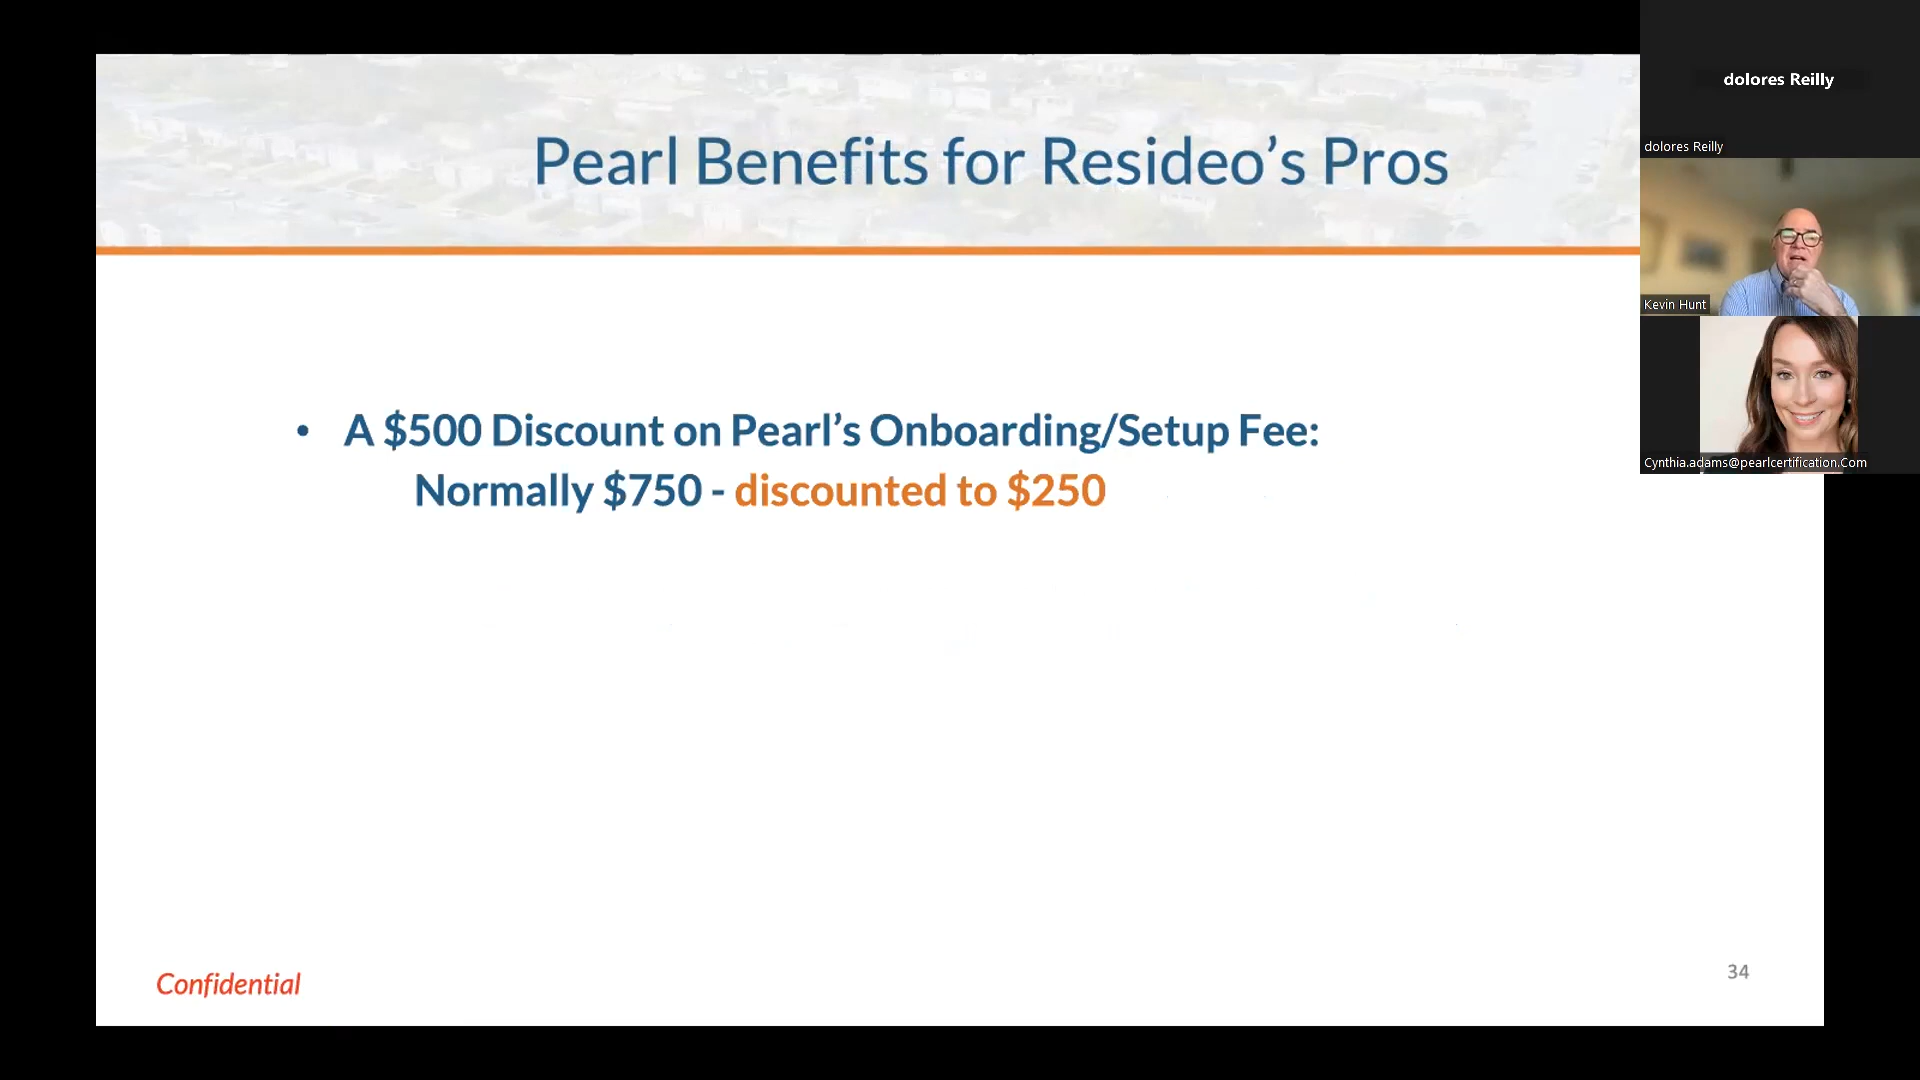 Pearl Benefits for Resideo's Pros
• A $500 Discount on Pearl's Onboarding/Setup Fee:
Normally $750 - discounted to $250
Confidential
34
dolores Reilly
dolores Reilly
Kevin Hunt
Cynthia.adams@pearlcertification.Com